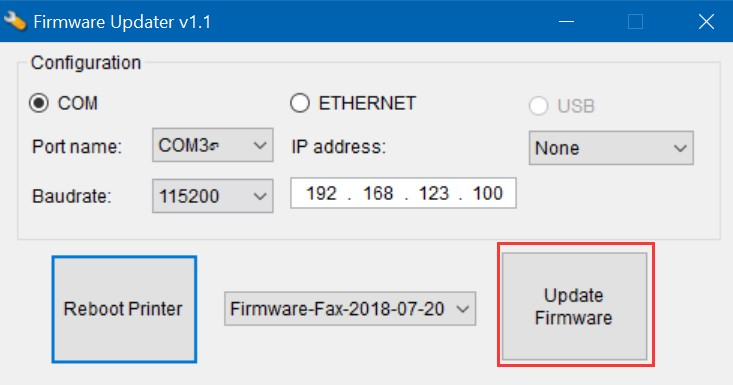 Firmware Updater v1.1
Configuration
COM
ETHERNET
USB
Port name:
COM3
IP address:
None
Baudrate:
115200
192 . 168 . 123 . 100
Reboot Printer
Firmware-Fax-2018-07-20
Update
Firmware